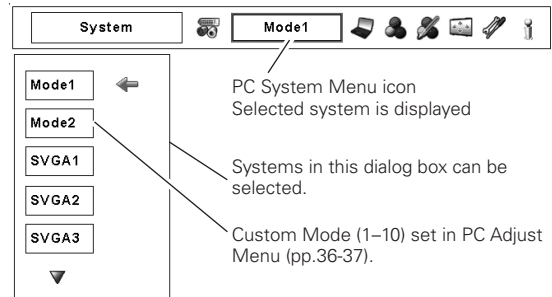 System
Mode1
Mode1
Mode2
SVGA1
SVGA2
SVGA3
PC System Menu icon
Selected system is displayed
Systems in this dialog box can be
selected.
Custom Mode (1–10) set in PC Adjust
Menu (pp.36-37).